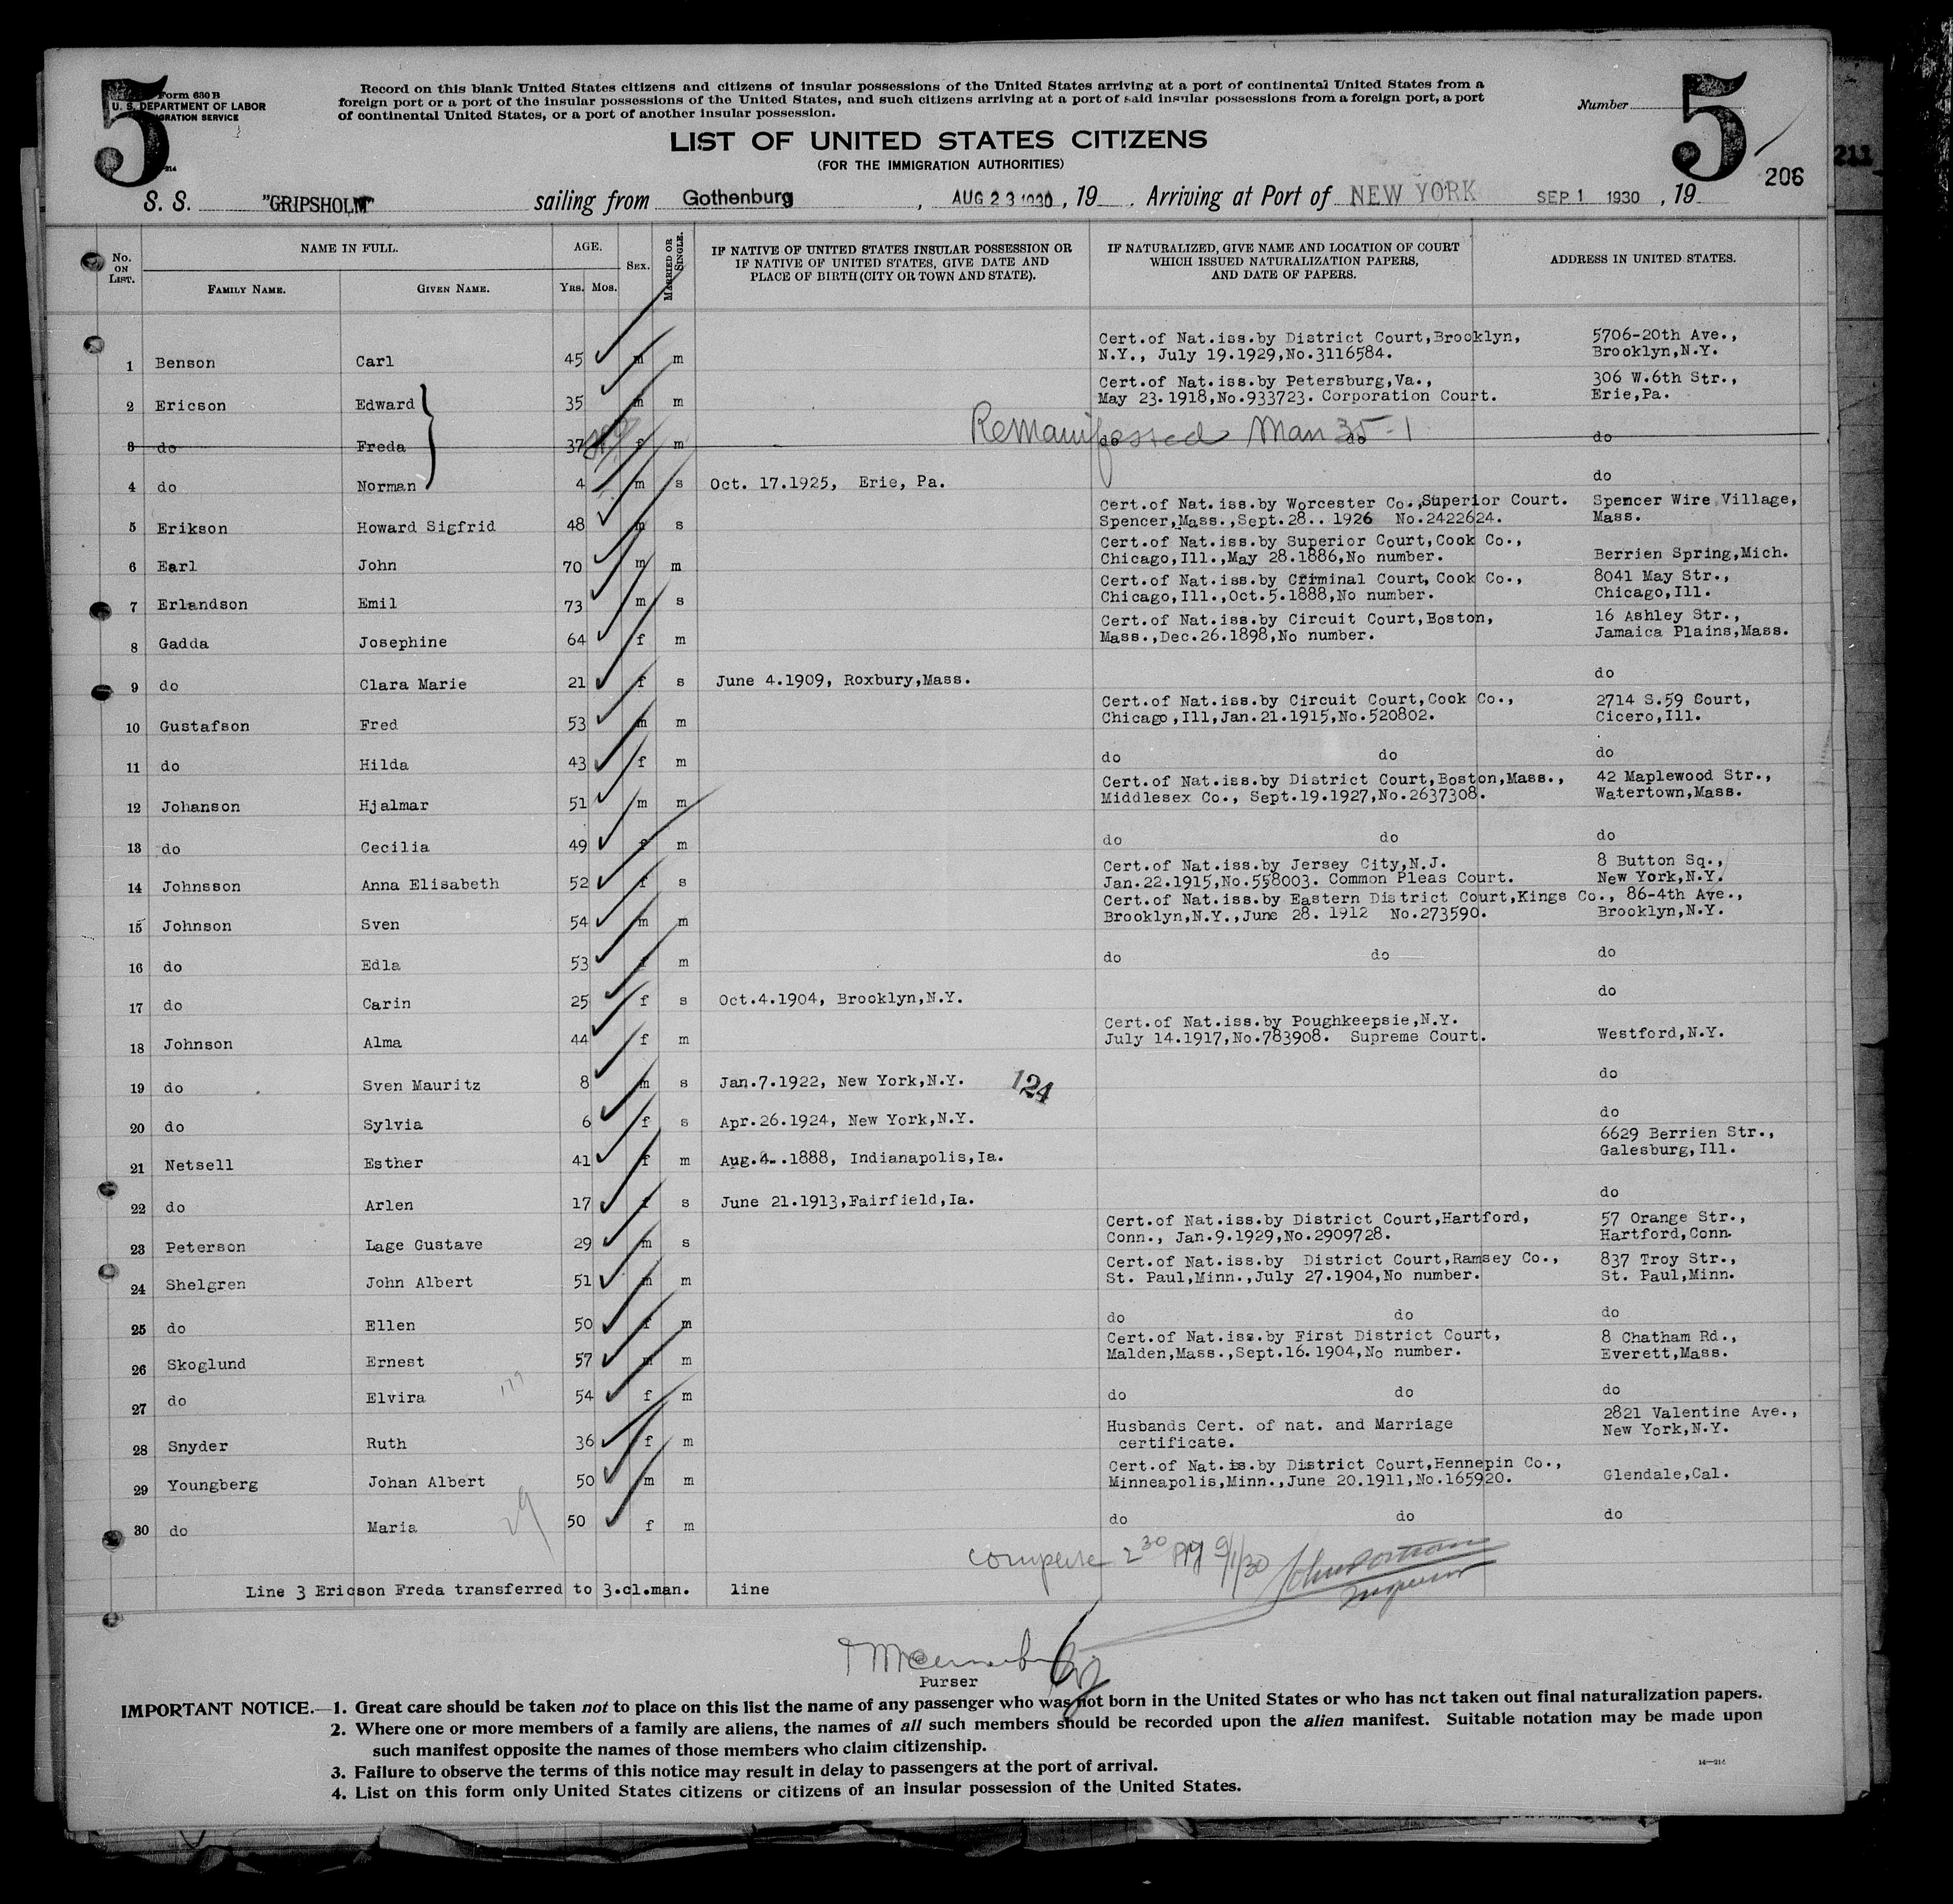 5
5
Form 630 B
U. S. DEPARTMENT OF LABOR
IGRATION SERVICE
Record on this blank United States citizens and citizens of insular possessions of the United States arriving at a port of continental United States from a
foreign port or a port of the insular possessions of the United States, and such citizens arriving at a port of said insular possessions from a foreign port, a port
of continental United States, or a port of another insular possession.
Number
LIST OF UNITED STATES CITIZENS
(FOR THE IMMIGRATION AUTHORITIES)
206
211
S. S. "GRIPSHOLM" sailing from Gothenburg, AUG 23 1930, 19 . Arriving at Port of NEW YORK SEP 1 1930, 19
No. ON LIST. NAME IN FULL. AGE. SEX. MARRIED OR SINGLE. IF NATIVE OF UNITED STATES INSULAR POSSESSION OR IF NATIVE OF UNITED STATES, GIVE DATE AND PLACE OF BIRTH (CITY OR TOWN AND STATE). IF NATURALIZED, GIVE NAME AND LOCATION OF COURT WHICH ISSUED NATURALIZATION PAPERS, AND DATE OF PAPERS. ADDRESS IN UNITED STATES.
FAMILY NAME. GIVEN NAME. YRS. MOS.
Cert.of Nat.iss.by District Court,Brooklyn, 5706-20th Ave.,
1 Benson Carl 45 m m N.Y., July 19.1929,No.3116584. Brooklyn,N.Y.
Cert.of Nat.iss.by Petersburg,Va., 306 W.6th Str.,
2 Ericson Edward 35 m m May 23.1918,No.933723. Corporation Court. Erie,Pa.
Remanifested Man 35-1
3 do Freda 37 f m do do do
4 do Norman 4 m s Oct. 17.1925, Erie, Pa. do
Cert.of Nat.iss.by Worcester Co.,Superior Court. Spencer Wire Village,
5 Erikson Howard Sigfrid 48 m s Spencer,Mass.,Sept.28.. 1926 No.2422624. Mass.
Cert.of Nat.iss.by Superior Court,Cook Co.,
6 Earl John 70 m m Chicago,Ill.,May 28.1886,No number. Berrien Spring,Mich.
Cert.of Nat.iss.by Criminal Court, Cook Co., 8041 May Str.,
7 Erlandson Emil 73 m s Chicago,Ill.,Oct.5.1888,No number. Chicago,Ill.
Cert.of Nat.iss.by Circuit Court,Boston, 16 Ashley Str.,
8 Gadda Josephine 64 f m Mass.,Dec.26.1898,No number. Jamaica Plains,Mass.
9 do Clara Marie 21 f s June 4.1909, Roxbury,Mass. do
Cert.of Nat.iss.by Circuit Court,Cook Co., 2714 S.59 Court,
10 Gustafson Fred 53 m m Chicago,Ill,Jan.21.1915,No.520802. Cicero,Ill.
11 do Hilda 43 f m do do do
Cert.of Nat.iss.by District Court,Boston,Mass., 42 Maplewood Str.,
12 Johanson Hjalmar 51 m m Middlesex Co., Sept.19.1927,No.2637308. Watertown,Mass.
13 do Cecilia 49 f m do do do
Cert.of Nat.iss.by Jersey City,N.J. 8 Button Sq.,
14 Johnsson Anna Elisabeth 52 f s Jan.22.1915,No.558003. Common Pleas Court. New York,N.Y.
Cert.of Nat.iss.by Eastern District Court,Kings Co., 86-4th Ave.,
15 Johnson Sven 54 m m Brooklyn,N.Y.,June 28. 1912 No.273590. Brooklyn,N.Y.
16 do Edla 53 f m do do do
17 do Carin 25 f s Oct.4.1904, Brooklyn,N.Y. do
Cert.of Nat.iss.by Poughkeepsie,N.Y.
18 Johnson Alma 44 f m July 14.1917,No.783908. Supreme Court. Westford,N.Y.
19 do Sven Mauritz 8 m s Jan.7.1922, New York,N.Y. 124 do
20 do Sylvia 6 f s Apr.26.1924, New York,N.Y. do
6629 Berrien Str.,
21 Netsell Esther 41 f m Aug.4..1888, Indianapolis,Ia. Galesburg,Ill.
22 do Arlen 17 f s June 21.1913,Fairfield,Ia. do
Cert.of Nat.iss.by District Court,Hartford, 57 Orange Str.,
23 Peterson Lage Gustave 29 m s Conn., Jan.9.1929,No.2909728. Hartford,Conn.
Cert.of Nat.iss.by District Court,Ramsey Co., 837 Troy Str.,
24 Shelgren John Albert 51 m m St. Paul,Minn.,July 27.1904,No number. St. Paul,Minn.
25 do Ellen 50 f m do do do
Cert.of Nat.iss.by First District Court, 8 Chatham Rd.,
26 Skoglund Ernest 57 m m Malden,Mass.,Sept.16.1904,No number. Everett,Mass.
27 do Elvira 54 f m do do do
Husbands Cert. of nat. and Marriage 2821 Valentine Ave.,
28 Snyder Ruth 36 f m certificate. New York,N.Y.
Cert.of Nat.is.by District Court,Hennepin Co.,
29 Youngberg Johan Albert 50 m m Minneapolis,Minn.,June 20.1911,No.165920. Glendale,Cal.
30 do Maria 50 f m do do do
2 30 PM 9/1/30
Inspector
Line 3 Ericson Freda transferred to 3.cl.man. line
Purser
IMPORTANT NOTICE.—1. Great care should be taken not to place on this list the name of any passenger who was not born in the United States or who has not taken out final naturalization papers.
2. Where one or more members of a family are aliens, the names of all such members should be recorded upon the alien manifest. Suitable notation may be made upon
such manifest opposite the names of those members who claim citizenship.
3. Failure to observe the terms of this notice may result in delay to passengers at the port of arrival.
4. List on this form only United States citizens or citizens of an insular possession of the United States.
14—214